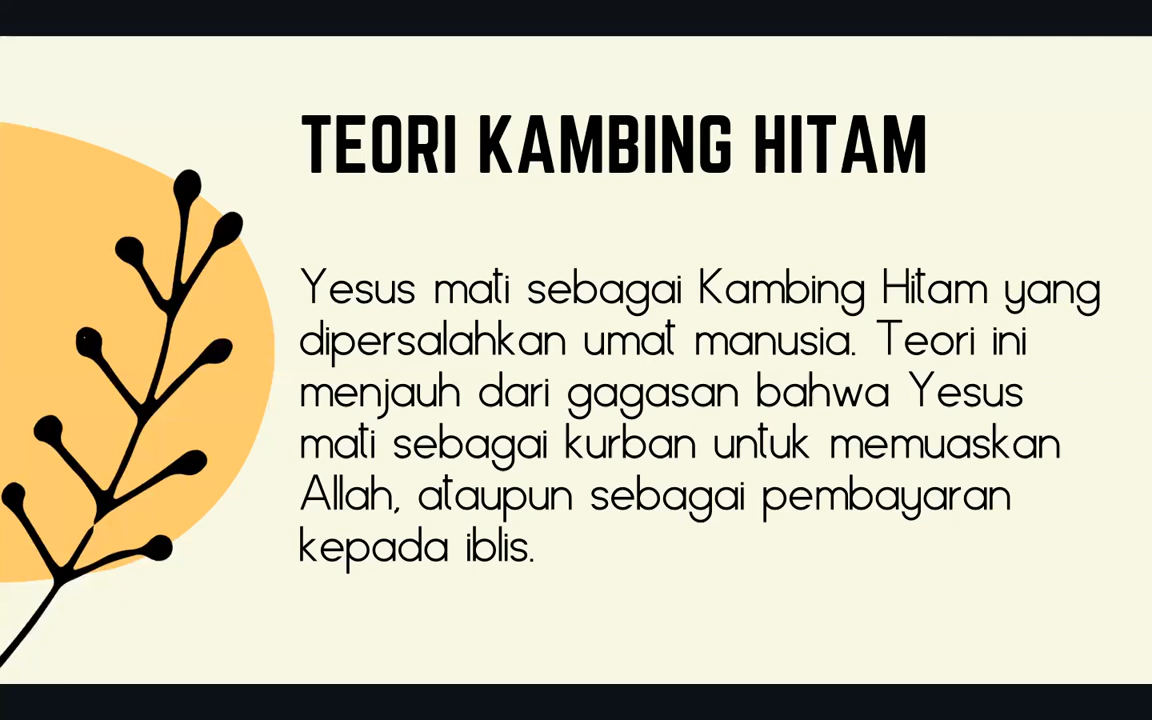 TEORI KAMBING HITAM
Yesus mati sebagai Kambing Hitam yang
dipersalahkan umat manusia. Teori ini
menjauh dari gagasan bahwa Yesus
mati sebagai kurban untuk memuaskan
Allah, ataupun sebagai pembayaran
kepada iblis.